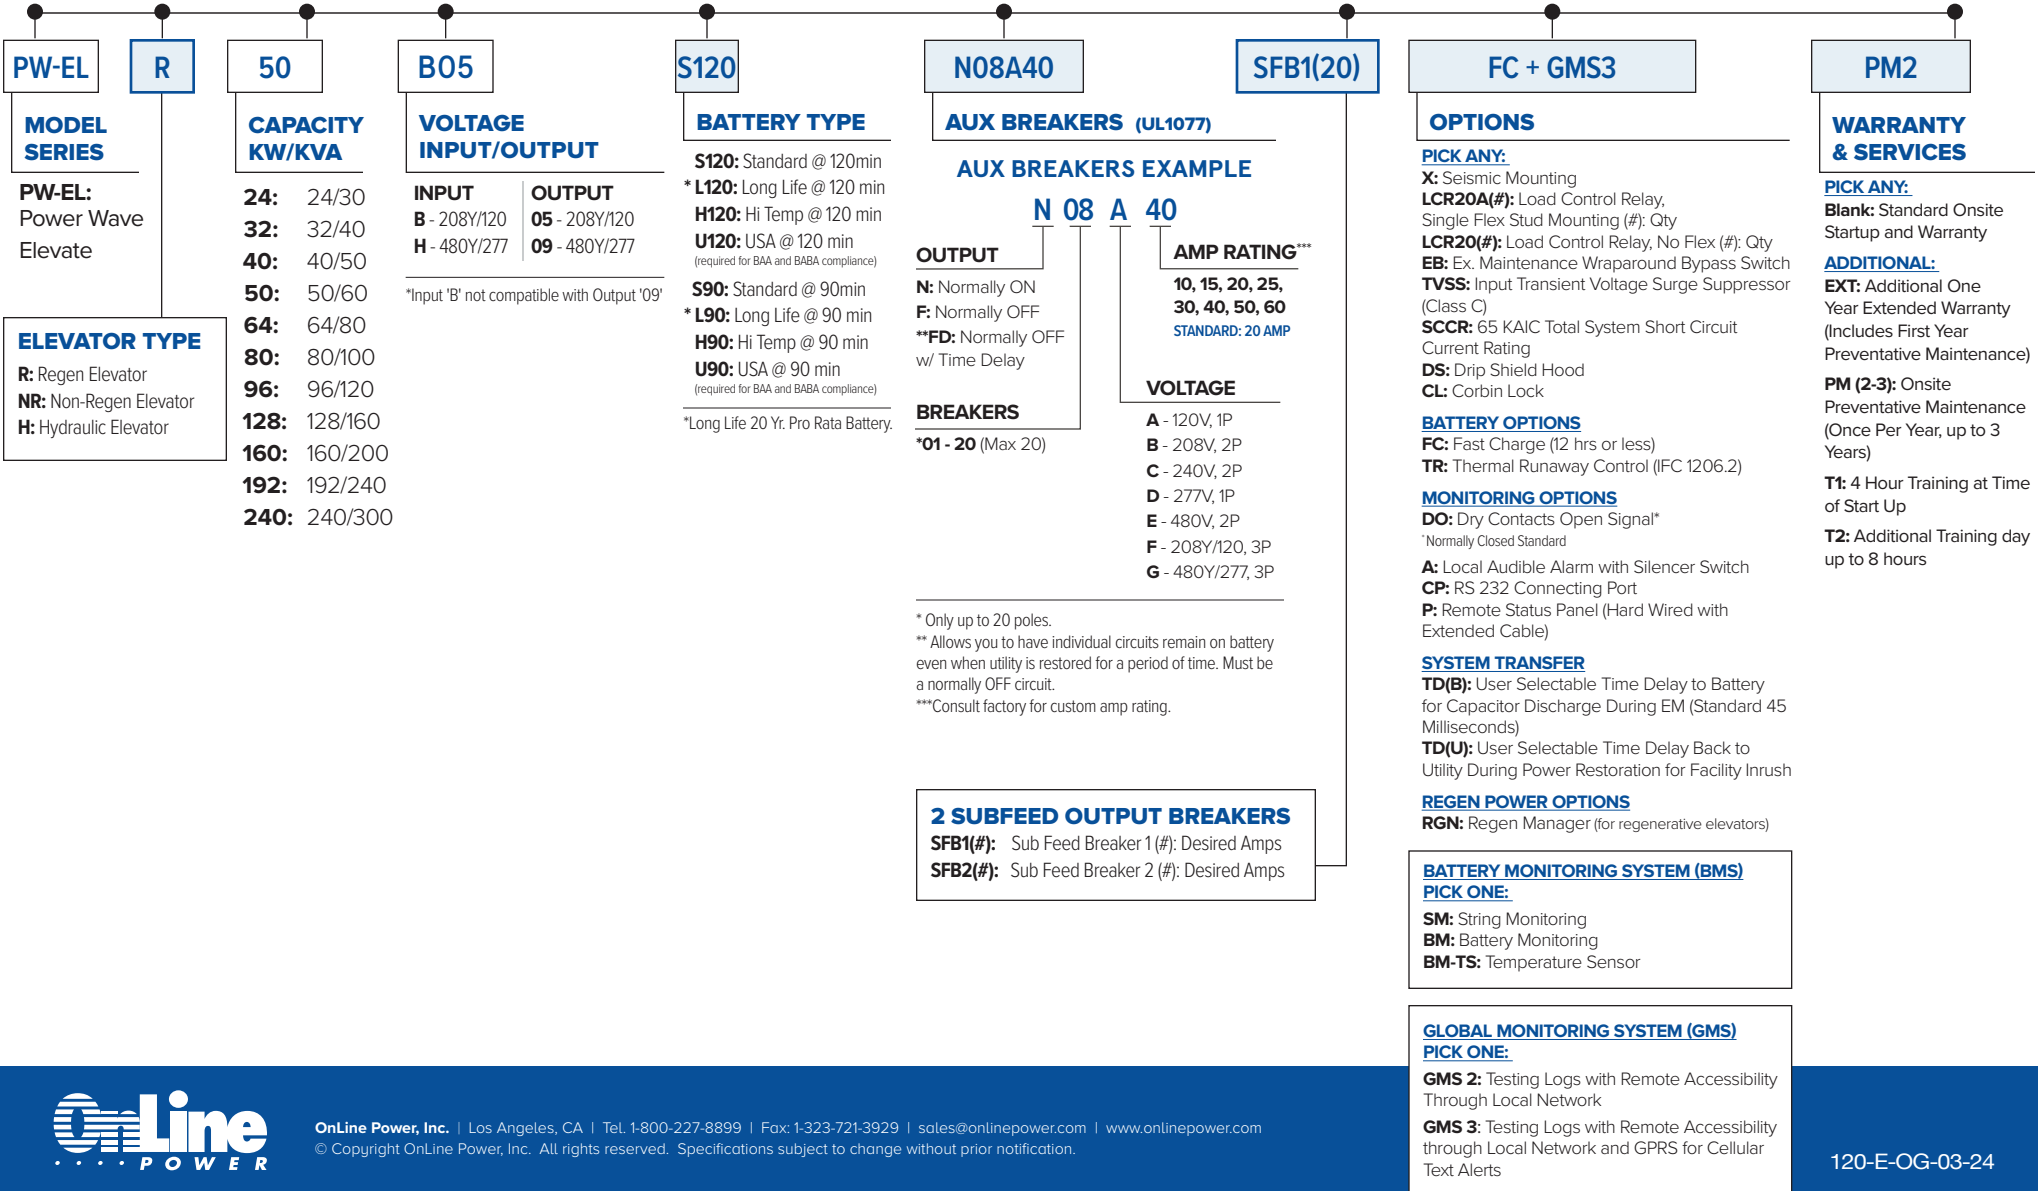 PW-EL
R
50
B05
S120
N08A40
SFB1(20)
FC + GMS3
PM2
MODEL
SERIES
PW-EL:
Power Wave
Elevate
ELEVATOR TYPE
R: Regen Elevator
NR: Non-Regen Elevator
H: Hydraulic Elevator
CAPACITY
KW/KVA
24: 24/30
32: 32/40
40: 40/50
50: 50/60
64: 64/80
80: 80/100
96: 96/120
128: 128/160
160: 160/200
192: 192/240
240: 240/300
VOLTAGE
INPUT/OUTPUT
INPUT OUTPUT
B - 208Y/120 05 - 208Y/120
H - 480Y/277 09 - 480Y/277
*Input 'B' not compatible with Output '09'
BATTERY TYPE
S120: Standard @ 120min
* L120: Long Life @ 120 min
H120: Hi Temp @ 120 min
U120: USA @ 120 min
(required for BAA and BABA compliance)
S90: Standard @ 90min
* L90: Long Life @ 90 min
H90: Hi Temp @ 90 min
U90: USA @ 90 min
(required for BAA and BABA compliance)
*Long Life 20 Yr. Pro Rata Battery.
AUX BREAKERS (UL1077)
AUX BREAKERS EXAMPLE
N 08 A 40
OUTPUT
N: Normally ON
F: Normally OFF
**FD: Normally OFF
w/ Time Delay
BREAKERS
*01 - 20 (Max 20)
AMP RATING***
10, 15, 20, 25,
30, 40, 50, 60
STANDARD: 20 AMP
VOLTAGE
A - 120V, 1P
B - 208V, 2P
C - 240V, 2P
D - 277V, 1P
E - 480V, 2P
F - 208Y/120, 3P
G - 480Y/277, 3P
* Only up to 20 poles.
** Allows you to have individual circuits remain on battery
even when utility is restored for a period of time. Must be
a normally OFF circuit.
***Consult factory for custom amp rating.
2 SUBFEED OUTPUT BREAKERS
SFB1(#): Sub Feed Breaker 1 (#): Desired Amps
SFB2(#): Sub Feed Breaker 2 (#): Desired Amps
OPTIONS
PICK ANY:
X: Seismic Mounting
LCR20A(#): Load Control Relay,
Single Flex Stud Mounting (#): Qty
LCR20(#): Load Control Relay, No Flex (#): Qty
EB: Ex. Maintenance Wraparound Bypass Switch
TVSS: Input Transient Voltage Surge Suppressor
(Class C)
SCCR: 65 KAIC Total System Short Circuit
Current Rating
DS: Drip Shield Hood
CL: Corbin Lock
BATTERY OPTIONS
FC: Fast Charge (12 hrs or less)
TR: Thermal Runaway Control (IFC 1206.2)
MONITORING OPTIONS
DO: Dry Contacts Open Signal*
*Normally Closed Standard
A: Local Audible Alarm with Silencer Switch
CP: RS 232 Connecting Port
P: Remote Status Panel (Hard Wired with
Extended Cable)
SYSTEM TRANSFER
TD(B): User Selectable Time Delay to Battery
for Capacitor Discharge During EM (Standard 45
Milliseconds)
TD(U): User Selectable Time Delay Back to
Utility During Power Restoration for Facility Inrush
REGEN POWER OPTIONS
RGN: Regen Manager (for regenerative elevators)
BATTERY MONITORING SYSTEM (BMS)
PICK ONE:
SM: String Monitoring
BM: Battery Monitoring
BM-TS: Temperature Sensor
GLOBAL MONITORING SYSTEM (GMS)
PICK ONE:
GMS 2: Testing Logs with Remote Accessibility
Through Local Network
GMS 3: Testing Logs with Remote Accessibility
through Local Network and GPRS for Cellular
Text Alerts
WARRANTY
& SERVICES
PICK ANY:
Blank: Standard Onsite
Startup and Warranty
ADDITIONAL:
EXT: Additional One
Year Extended Warranty
(Includes First Year
Preventative Maintenance)
PM (2-3): Onsite
Preventative Maintenance
(Once Per Year, up to 3
Years)
T1: 4 Hour Training at Time
of Start Up
T2: Additional Training day
up to 8 hours
OnLine
POWER
OnLine Power, Inc. | Los Angeles, CA | Tel. 1-800-227-8899 | Fax: 1-323-721-3929 | sales@onlinepower.com | www.onlinepower.com
© Copyright OnLine Power, Inc. All rights reserved. Specifications subject to change without prior notification.
120-E-OG-03-24